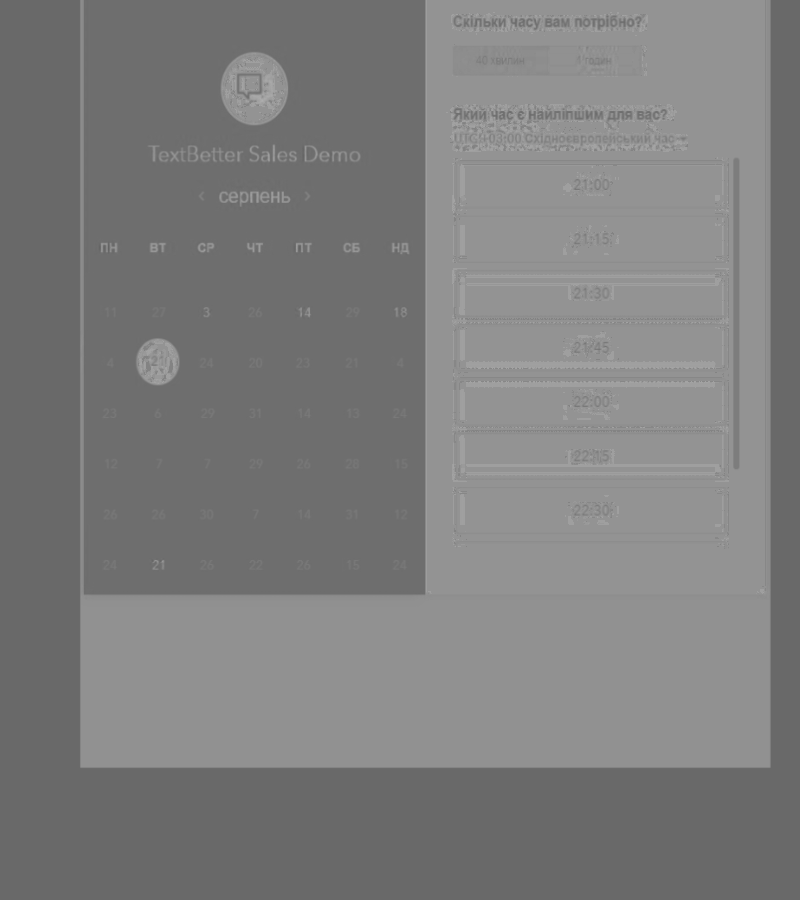 TextBetter Sales Demo
‹ серпень ›
ПН ВТ СР ЧТ ПТ СБ НД
11 27 3 26 14 29 18
4 24 20 23 21 4
23 6 29 31 14 13 24
12 7 7 29 26 28 15
26 26 30 7 14 31 12
24 21 26 22 26 15 24
Скільки часу вам потрібно?
40 хвилин 1 годин
Який час є найліпшим для вас?
UTC+03:00 Східноєвропейський час
21:00
21:15
21:30
21:45
22:00
22:15
22:30